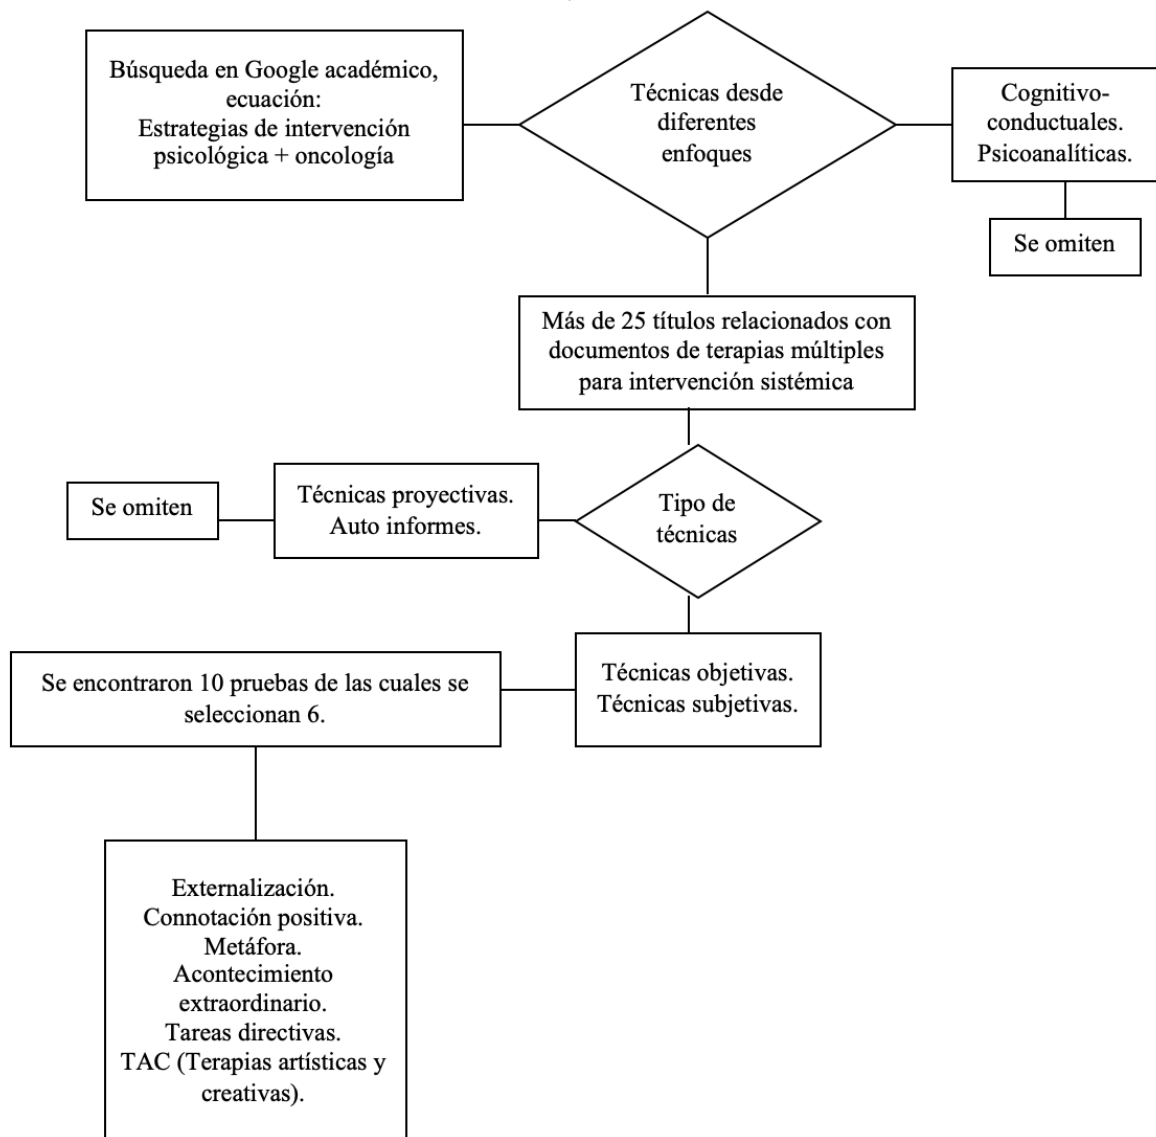 Búsqueda en Google académico,
ecuación:
Estrategias de intervención
psicológica + oncología
Técnicas desde
diferentes
enfoques
Cognitivo-
conductuales.
Psicoanalíticas.
Se omiten
Más de 25 títulos relacionados con
documentos de terapias múltiples
para intervención sistémica
Tipo de
técnicas
Técnicas proyectivas.
Auto informes.
Se omiten
Técnicas objetivas.
Técnicas subjetivas.
Se encontraron 10 pruebas de las cuales se
seleccionan 6.
Externalización.
Connotación positiva.
Metáfora.
Acontecimiento
extraordinario.
Tareas directivas.
TAC (Terapias artísticas y
creativas).